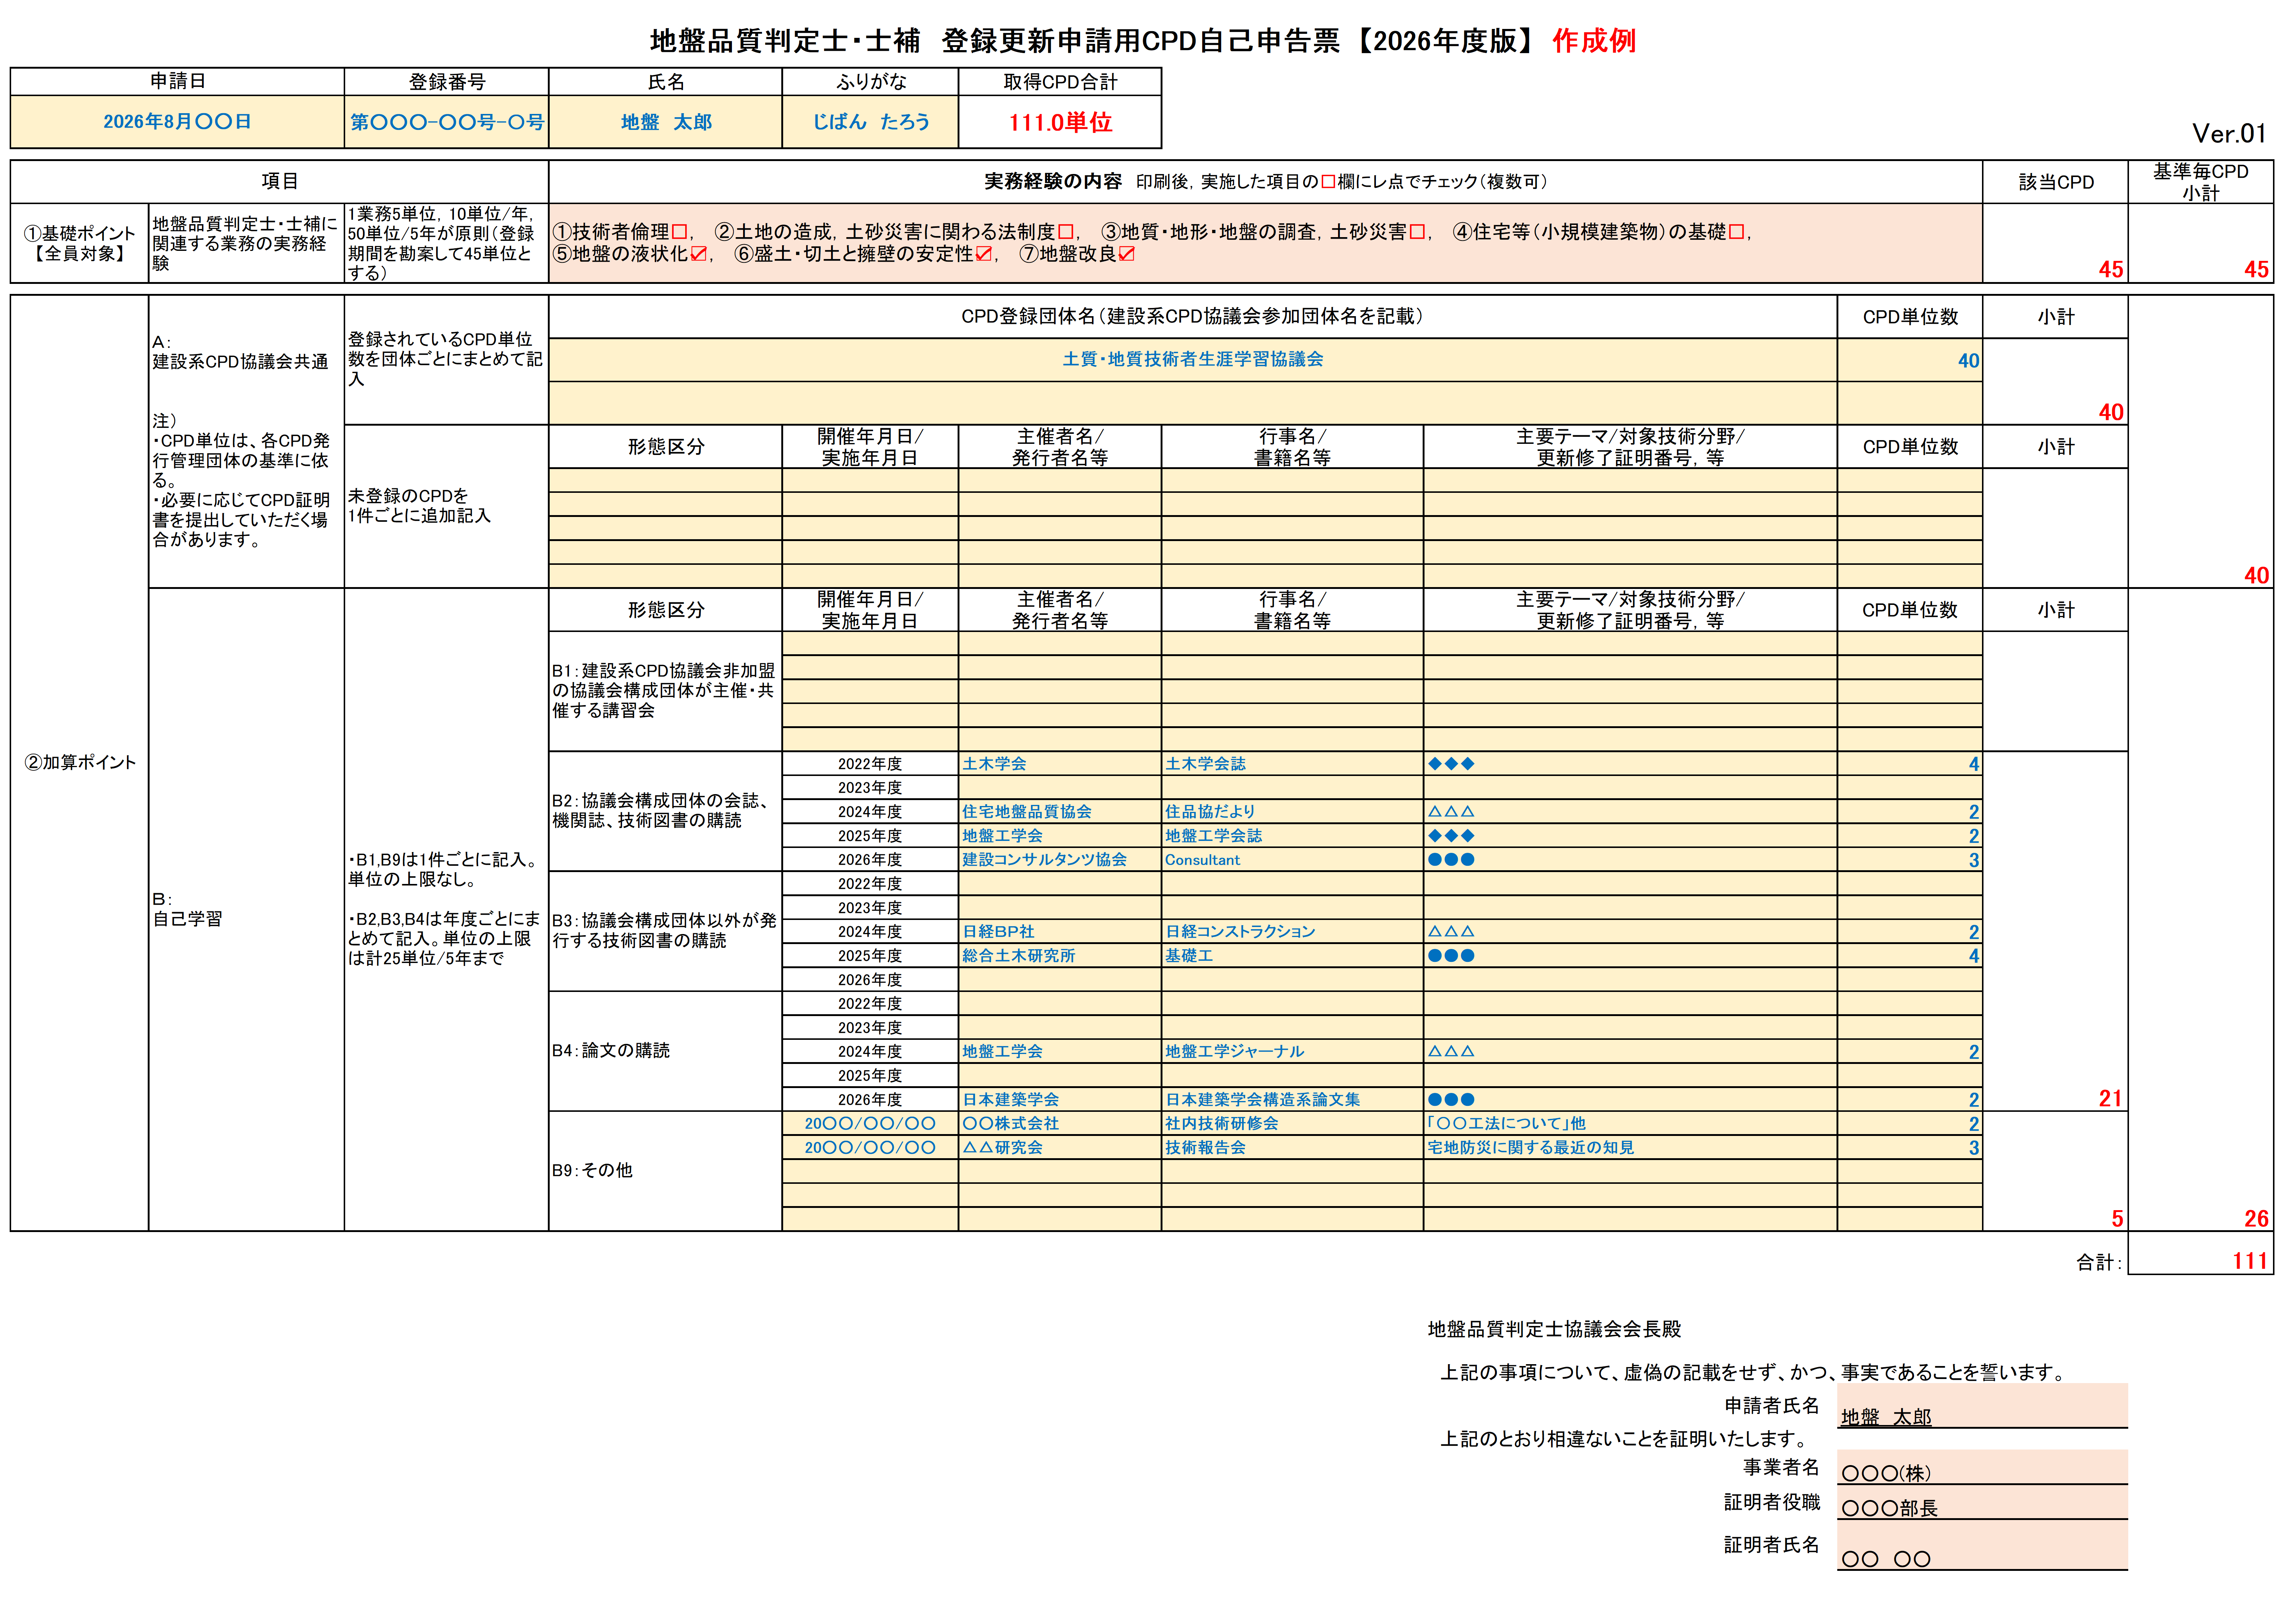 地盤品質判定士・士補　登録更新申請用CPD自己申告票 【2026年度版】 作成例
申請日 登録番号 氏名 ふりがな 取得CPD合計
2026年8月〇〇日 第〇〇〇-〇〇号-〇号 地盤　太郎 じばん　たろう 111.0単位
Ver.01
項目 実務経験の内容　印刷後，実施した項目の□欄にレ点でチェック（複数可） 該当CPD 基準毎CPD
小計
①基礎ポイント
【全員対象】
地盤品質判定士・士補に
関連する業務の実務経
験
1業務5単位，10単位/年，
50単位/5年が原則（登録
期間を勘案して45単位と
する）
①技術者倫理□，　②土地の造成，土砂災害に関わる法制度□，　③地質・地形・地盤の調査，土砂災害□，　④住宅等（小規模建築物）の基礎□，
⑤地盤の液状化☑，　⑥盛土・切土と擁壁の安定性☑，　⑦地盤改良☑
45 45
②加算ポイント
A：
建設系CPD協議会共通
注）
・CPD単位は、各CPD発
行管理団体の基準に依
る。
・必要に応じてCPD証明
書を提出していただく場
合があります。
登録されているCPD単位
数を団体ごとにまとめて記
入
CPD登録団体名（建設系CPD協議会参加団体名を記載） CPD単位数 小計
土質・地質技術者生涯学習協議会 40
40
未登録のCPDを
1件ごとに追加記入
形態区分 開催年月日/
実施年月日 主催者名/
発行者名等 行事名/
書籍名等 主要テーマ/対象技術分野/
更新修了証明番号，等 CPD単位数 小計
40
B：
自己学習
・B1,B9は1件ごとに記入。
単位の上限なし。
・B2,B3,B4は年度ごとにま
とめて記入。単位の上限
は計25単位/5年まで
形態区分 開催年月日/
実施年月日 主催者名/
発行者名等 行事名/
書籍名等 主要テーマ/対象技術分野/
更新修了証明番号，等 CPD単位数 小計
B1：建設系CPD協議会非加盟
の協議会構成団体が主催・共
催する講習会
B2：協議会構成団体の会誌、
機関誌、技術図書の購読
2022年度 土木学会 土木学会誌 ◆◆◆ 4
2023年度
2024年度 住宅地盤品質協会 住品協だより △△△ 2
2025年度 地盤工学会 地盤工学会誌 ◆◆◆ 2
2026年度 建設コンサルタンツ協会 Consultant ●●● 3
B3：協議会構成団体以外が発
行する技術図書の購読
2022年度
2023年度
2024年度 日経BP社 日経コンストラクション △△△ 2
2025年度 総合土木研究所 基礎工 ●●● 4
2026年度
B4：論文の購読
2022年度
2023年度
2024年度 地盤工学会 地盤工学ジャーナル △△△ 2
2025年度
2026年度 日本建築学会 日本建築学会構造系論文集 ●●● 2
21
B9：その他
20〇〇/〇〇/〇〇 〇〇株式会社 社内技術研修会 「〇〇工法について」他 2
20〇〇/〇〇/〇〇 △△研究会 技術報告会 宅地防災に関する最近の知見 3
5 26
合計： 111
地盤品質判定士協議会会長殿
上記の事項について、虚偽の記載をせず、かつ、事実であることを誓います。
申請者氏名 地盤　太郎
上記のとおり相違ないことを証明いたします。
事業者名 〇〇〇(株)
証明者役職 〇〇〇部長
証明者氏名 〇〇　〇〇